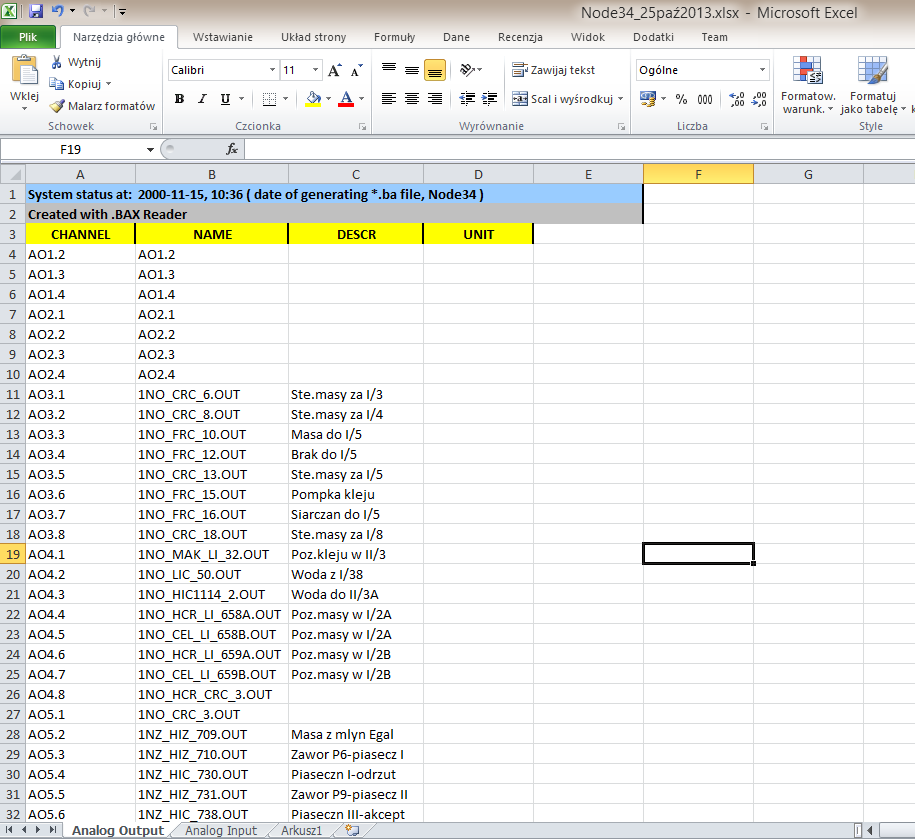 Node34_25paź2013.xlsx - Microsoft Excel
Plik Narzędzia główne Wstawianie Układ strony Formuły Dane Recenzja Widok Dodatki Team
Wklej
Wytnij
Kopiuj
Malarz formatów
Schowek
Calibri 11
B I U
Czcionka
Zawijaj tekst
Scal i wyśrodkuj
Wyrównanie
Ogólne
% 000
Liczba
Formatow. warunk.
Formatuj jako tabelę
Style
F19 fx
A B C D E F G
1 System status at: 2000-11-15, 10:36 ( date of generating *.ba file, Node34 )
2 Created with .BAX Reader
3 CHANNEL NAME DESCR UNIT
4 AO1.2 AO1.2
5 AO1.3 AO1.3
6 AO1.4 AO1.4
7 AO2.1 AO2.1
8 AO2.2 AO2.2
9 AO2.3 AO2.3
10 AO2.4 AO2.4
11 AO3.1 1NO_CRC_6.OUT Ste.masy za I/3
12 AO3.2 1NO_CRC_8.OUT Ste.masy za I/4
13 AO3.3 1NO_FRC_10.OUT Masa do I/5
14 AO3.4 1NO_FRC_12.OUT Brak do I/5
15 AO3.5 1NO_CRC_13.OUT Ste.masy za I/5
16 AO3.6 1NO_FRC_15.OUT Pompka kleju
17 AO3.7 1NO_FRC_16.OUT Siarczan do I/5
18 AO3.8 1NO_CRC_18.OUT Ste.masy za I/8
19 AO4.1 1NO_MAK_LI_32.OUT Poz.kleju w II/3
20 AO4.2 1NO_LIC_50.OUT Woda z I/38
21 AO4.3 1NO_HIC1114_2.OUT Woda do II/3A
22 AO4.4 1NO_HCR_LI_658A.OUT Poz.masy w I/2A
23 AO4.5 1NO_CEL_LI_658B.OUT Poz.masy w I/2A
24 AO4.6 1NO_HCR_LI_659A.OUT Poz.masy w I/2B
25 AO4.7 1NO_CEL_LI_659B.OUT Poz.masy w I/2B
26 AO4.8 1NO_HCR_CRC_3.OUT
27 AO5.1 1NO_CRC_3.OUT
28 AO5.2 1NZ_HIZ_709.OUT Masa z mlyn Egal
29 AO5.3 1NZ_HIZ_710.OUT Zawor P6-piasecz I
30 AO5.4 1NZ_HIC_730.OUT Piaseczn I-odrzut
31 AO5.5 1NZ_HIZ_731.OUT Zawor P9-piasecz II
32 AO5.6 1NZ_HIC_738.OUT Piaseczn III-akcept
Analog Output Analog Input Arkusz1